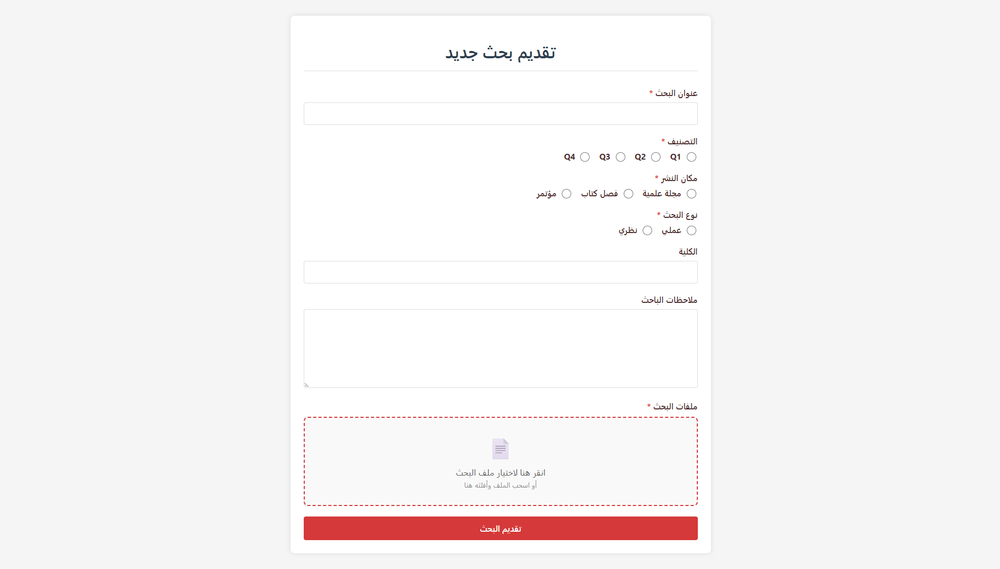 تقديم بحث جديد
عنوان البحث *
التصنيف *
Q1 Q2 Q3 Q4
مكان النشر *
مجلة علمية فصل كتاب مؤتمر
نوع البحث *
عملي نظري
الكلية
ملاحظات الباحث
ملفات البحث *
انقر هنا لاختيار ملف البحث
أو اسحب الملف وأفلته هنا
تقديم البحث